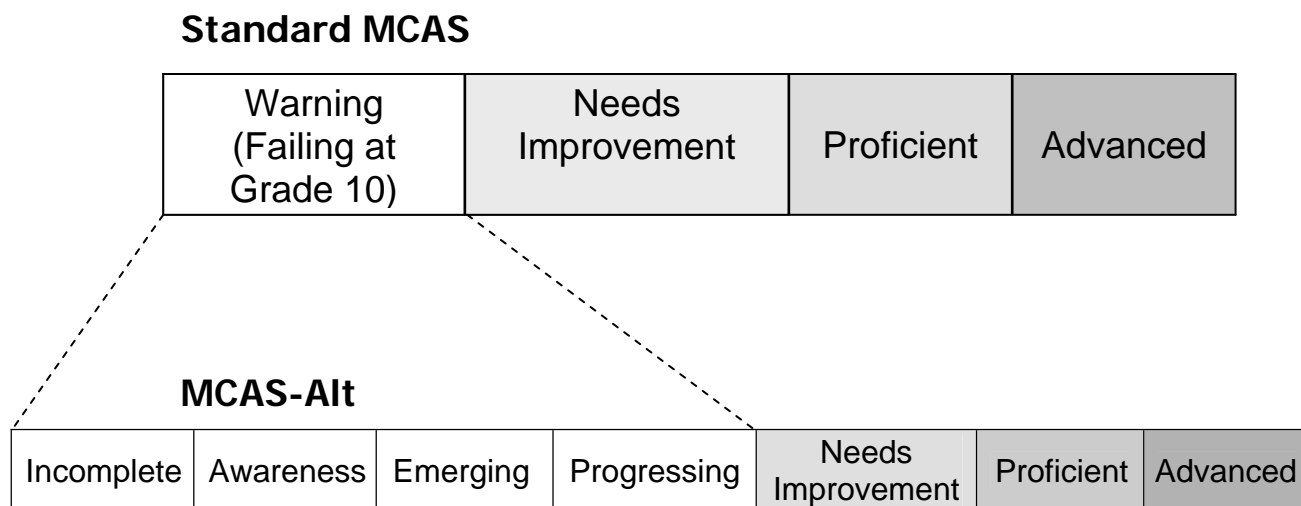 Standard MCAS
Warning
(Failing at
Grade 10)
Needs
Improvement
Proficient
Advanced
MCAS-Alt
Incomplete
Awareness
Emerging
Progressing
Needs
Improvement
Proficient
Advanced